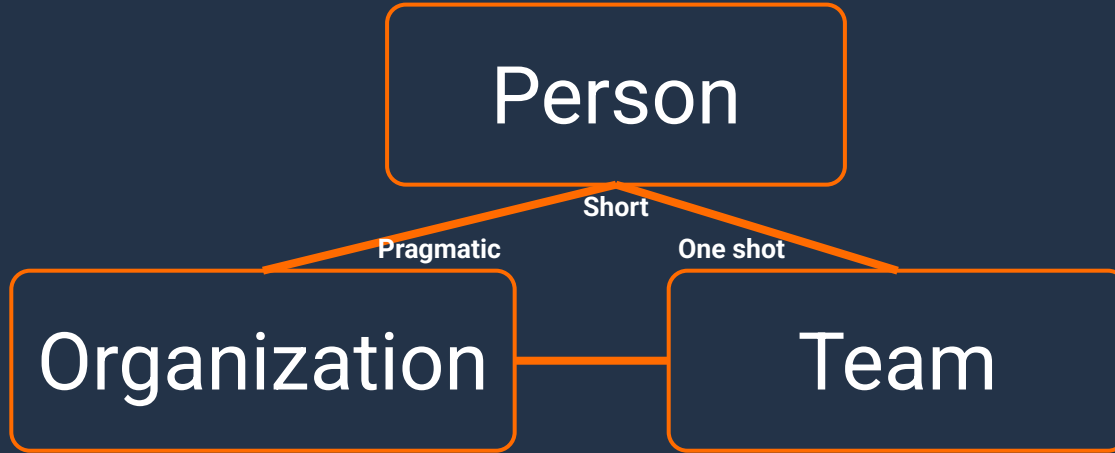 Person
Short
Pragmatic
One shot
Organization
Team